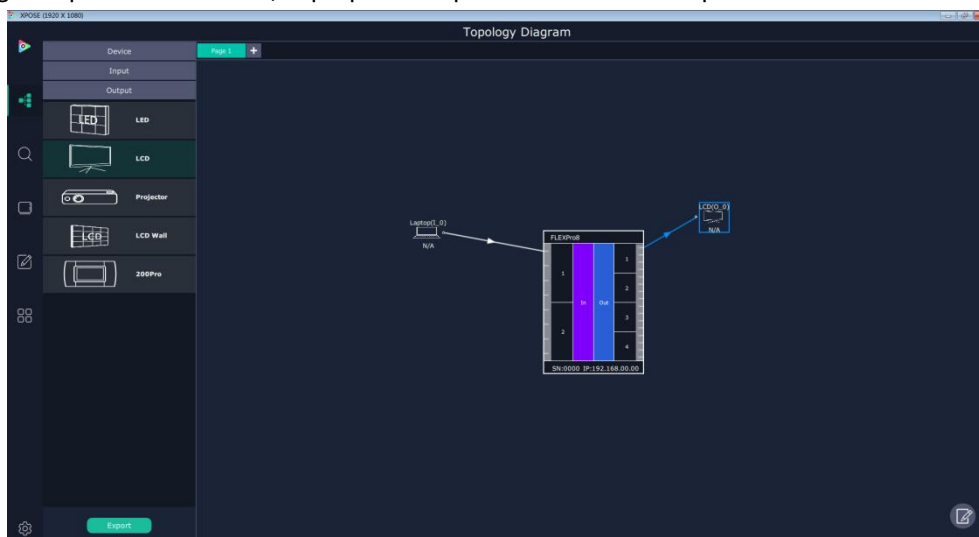 XPOSE (1920 X 1080)
Topology Diagram
Device
Page 1
+
Input
Output
LED
LED
LCD
Projector
LCD
LCD Wall
200Pro
LCD(O_0)
N/A
Laptop(I_0)
N/A
FLEXPro8
1
2
In
Out
1
2
3
4
SN:0000 IP:192.168.00.00
Export